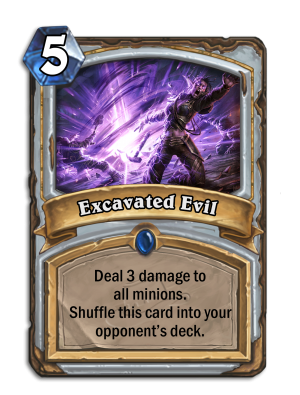 5
Excavated Evil
Deal 3 damage to
all minions.
Shuffle this card into your
opponent's deck.